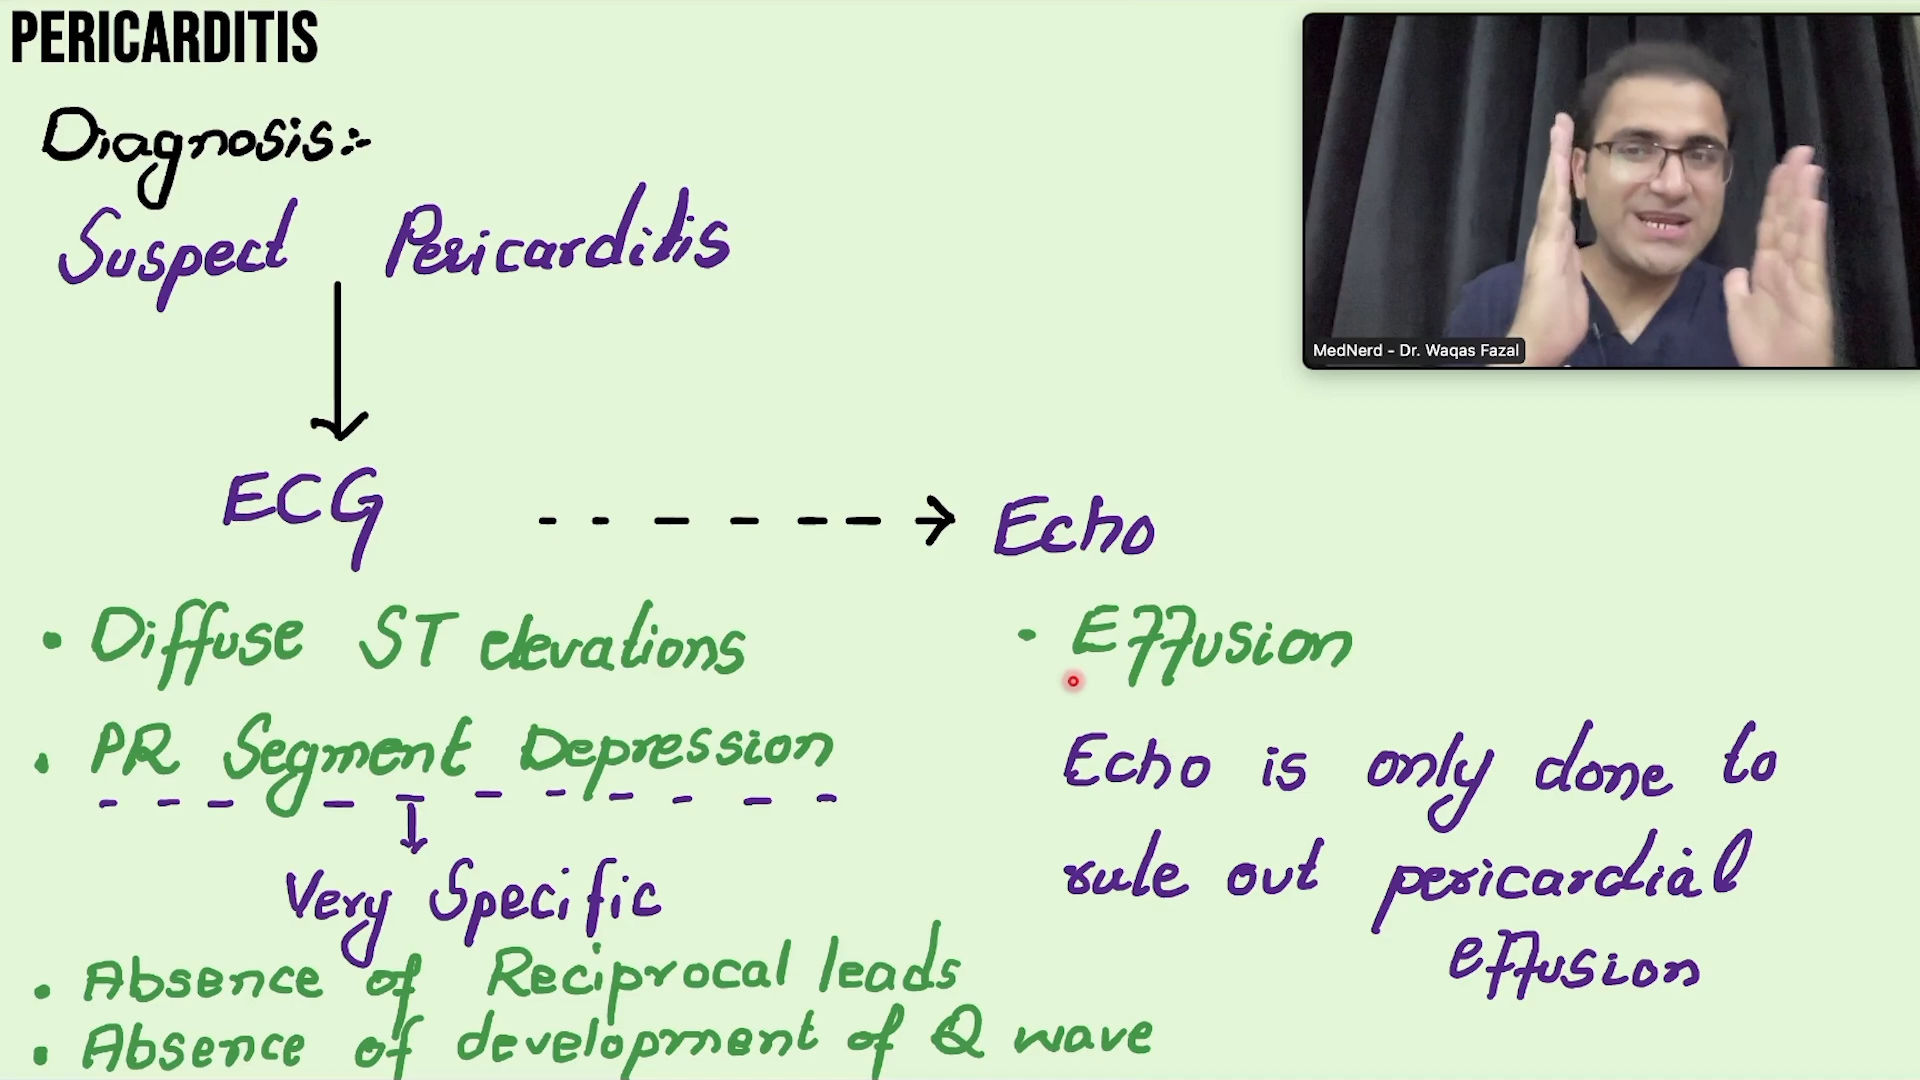 PERICARDITIS
Diagnosis:-
Suspect Pericarditis
ECG
• Diffuse ST elevations
• PR Segment Depression
Very Specific
• Absence of Reciprocal leads
• Absence of development of Q wave
Echo
• Effusion
Echo is only done to
rule out pericardial
effusion
MedNerd - Dr. Waqas Fazal